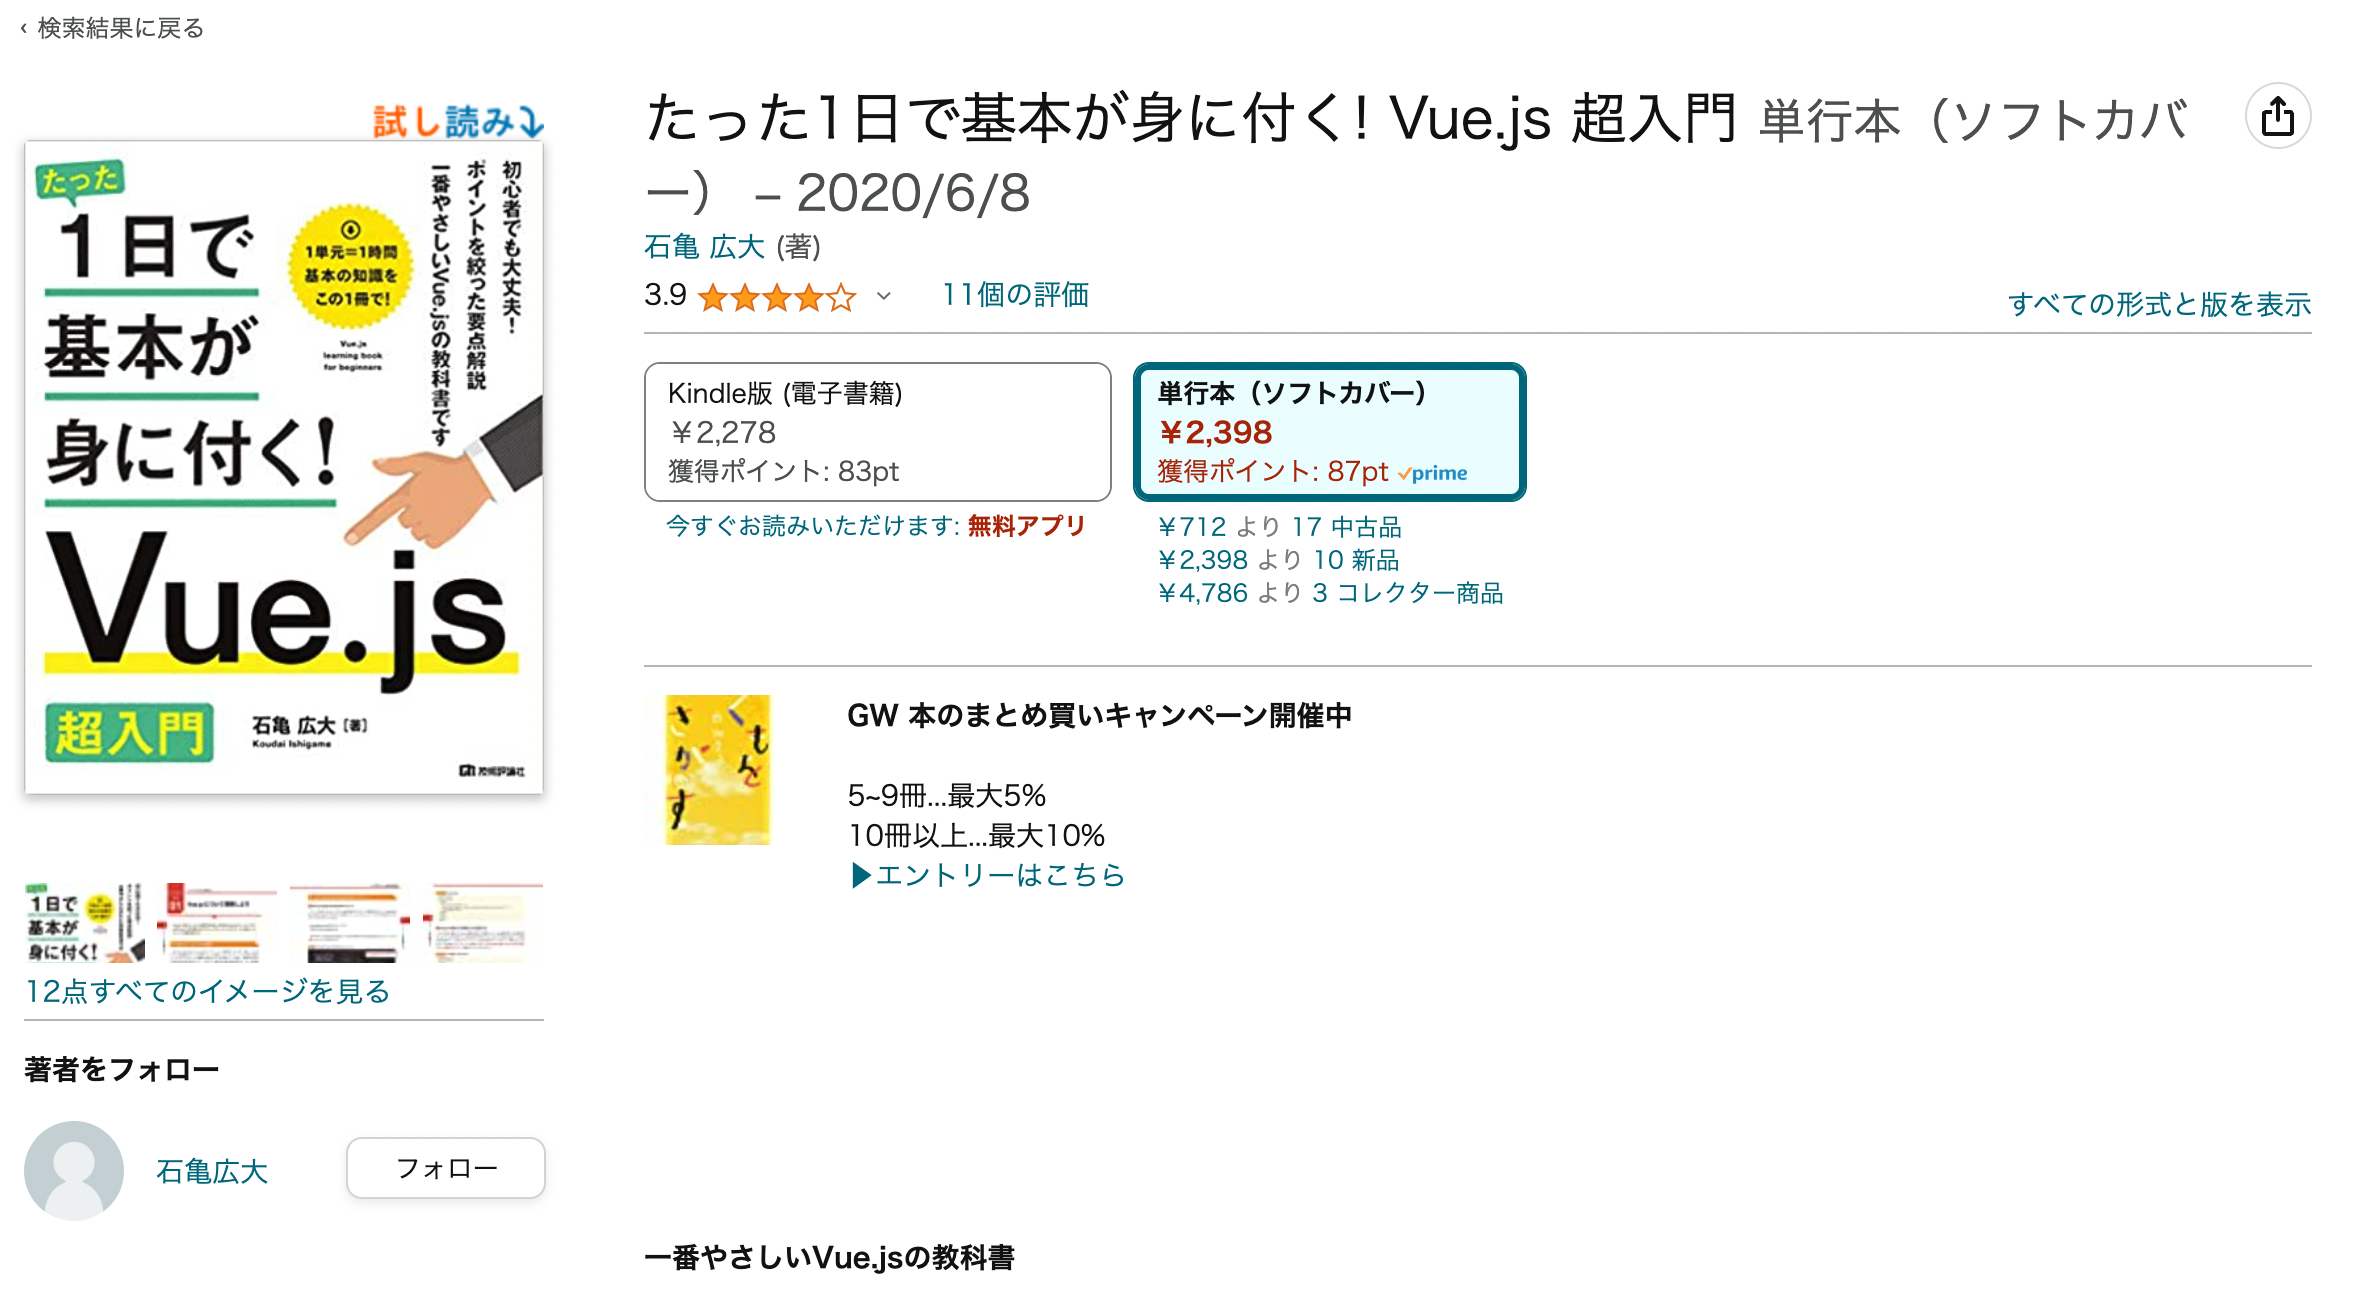 ‹ 検索結果に戻る
試し読み
たった
1日で
基本が
身に付く!
Vue.js
超入門
初心者でも大丈夫!
ポイントを絞った要点解説
一番やさしいVue.jsの教科書です
1単元=1時間
基本の知識を
この1冊で!
Vue.js
learning book
for beginners
石亀 広大 [著]
Koudai Ishigame
技術評論社
1日で
基本が
身に付く!
12点すべてのイメージを見る
著者をフォロー
石亀広大
フォロー
たった1日で基本が身に付く! Vue.js 超入門 単行本（ソフトカバ
ー） – 2020/6/8
石亀 広大 (著)
3.9
11個の評価
すべての形式と版を表示
Kindle版 (電子書籍)
￥2,278
獲得ポイント: 83pt
今すぐお読みいただけます: 無料アプリ
単行本（ソフトカバー）
￥2,398
獲得ポイント: 87pt prime
￥712 より 17 中古品
￥2,398 より 10 新品
￥4,786 より 3 コレクター商品
GW 本のまとめ買いキャンペーン開催中
5~9冊...最大5%
10冊以上...最大10%
▶エントリーはこちら
一番やさしいVue.jsの教科書